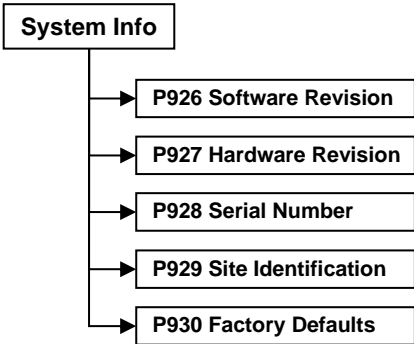 System Info
P926 Software Revision
P927 Hardware Revision
P928 Serial Number
P929 Site Identification
P930 Factory Defaults